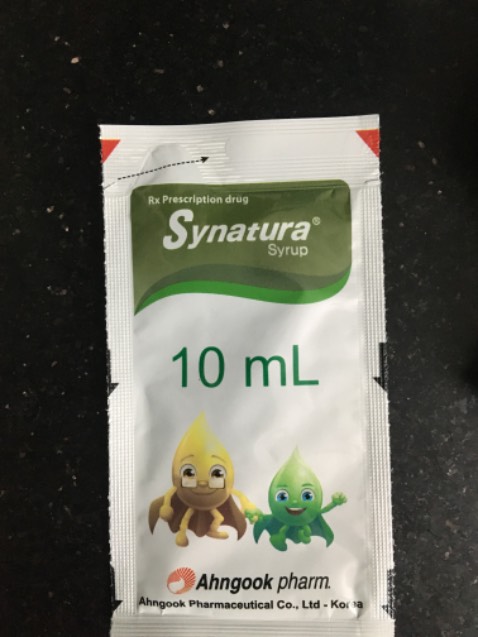 Rx Prescription drug
Synatura®
Syrup
10 mL
Ahngook pharm.
Ahngook Pharmaceutical Co., Ltd - Korea